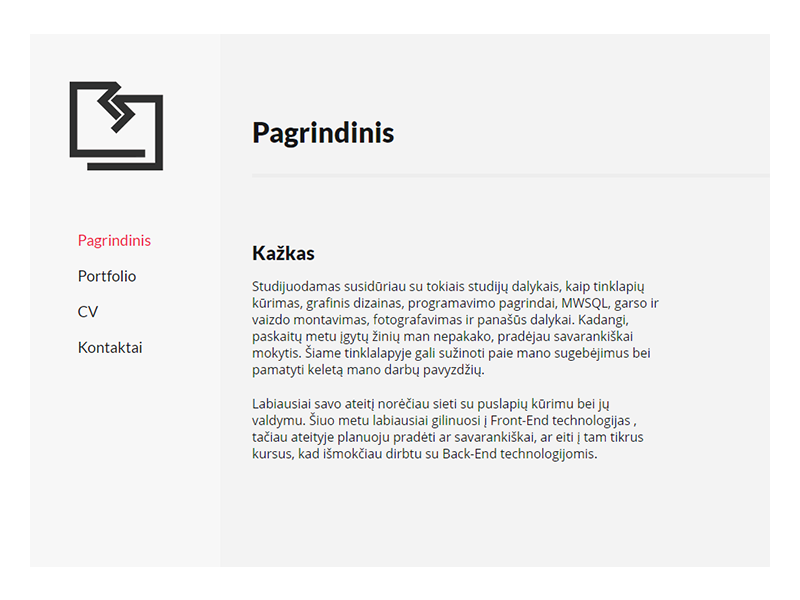 Pagrindinis
Portfolio
CV
Kontaktai
Pagrindinis
Kažkas
Studijuodamas susidūriau su tokiais studijų dalykais, kaip tinklapių
kūrimas, grafinis dizainas, programavimo pagrindai, MWSQL, garso ir
vaizdo montavimas, fotografavimas ir panašūs dalykai. Kadangi,
paskaitų metu įgytų žinių man nepakako, pradėjau savarankiškai
mokytis. Šiame tinklalapyje gali sužinoti paie mano sugebėjimus bei
pamatyti keletą mano darbų pavyzdžių.
Labiausiai savo ateitį norėčiau sieti su puslapių kūrimu bei jų
valdymu. Šiuo metu labiausiai gilinuosi į Front-End technologijas ,
tačiau ateityje planuoju pradėti ar savarankiškai, ar eiti į tam tikrus
kursus, kad išmokčiau dirbtu su Back-End technologijomis.